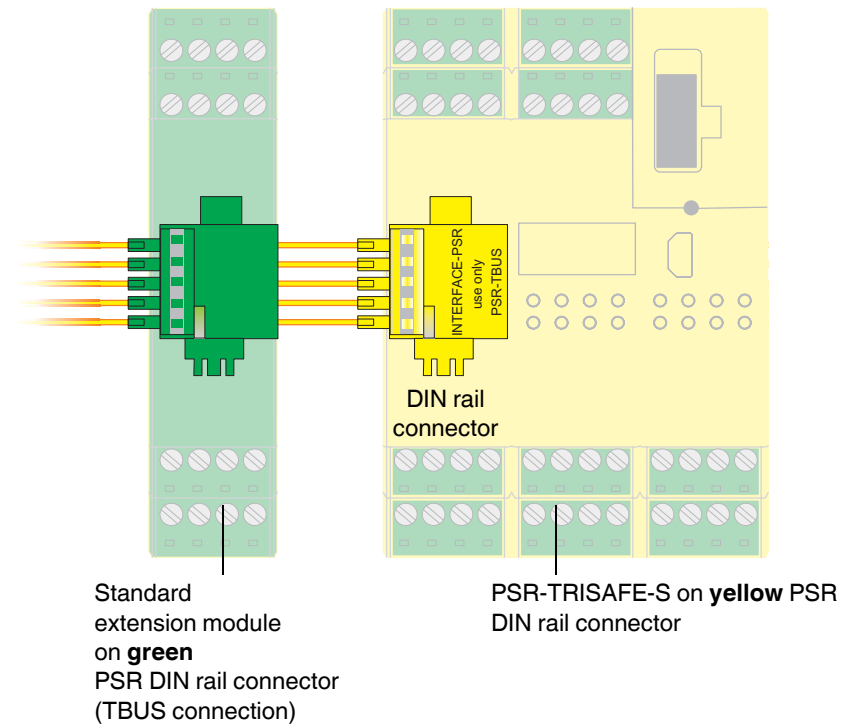 INTERFACE-PSR
use only
PSR-TBUS
DIN rail
connector
Standard
extension module
on green
PSR DIN rail connector
(TBUS connection)
PSR-TRISAFE-S on yellow PSR
DIN rail connector